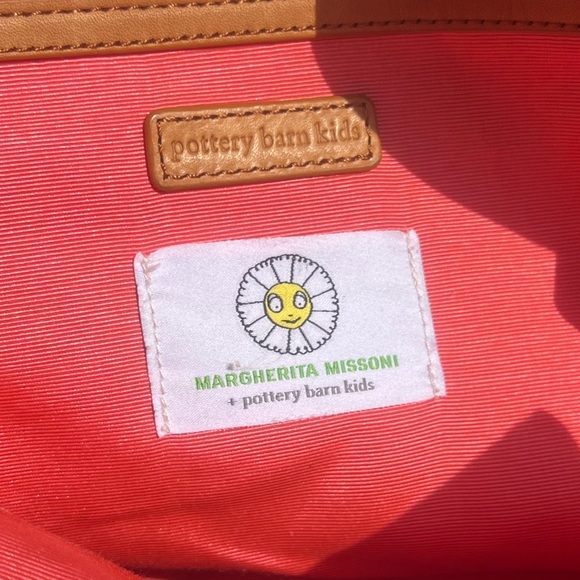 pottery barn kids
MARGHERITA MISSONI
+ pottery barn kids